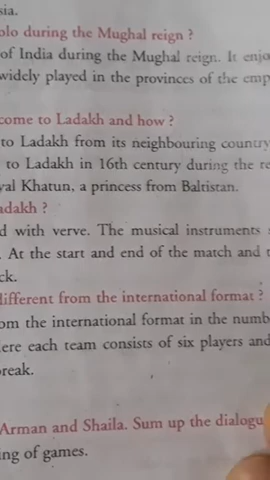 sia.
olo during the Mughal reign ?
of India during the Mughal reign. It enjo
widely played in the provinces of the emp
come to Ladakh and how ?
to Ladakh from its neighbouring country
to Ladakh in 16th century during the re
yal Khatun, a princess from Baltistan.
adakh ?
d with verve. The musical instruments
. At the start and end of the match and
ck.
different from the international format ?
om the international format in the numb
ere each team consists of six players and
reak.
Arman and Shaila. Sum up the dialogu
ing of games.